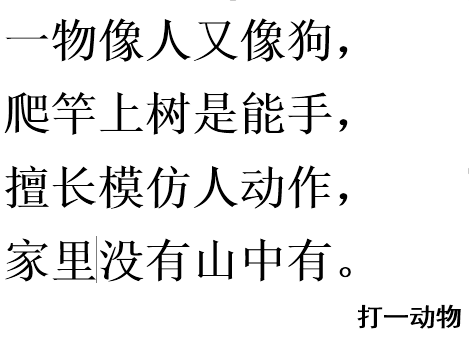 一物像人又像狗，
爬竿上树是能手，
擅长模仿人动作，
家里没有山中有。
打一动物